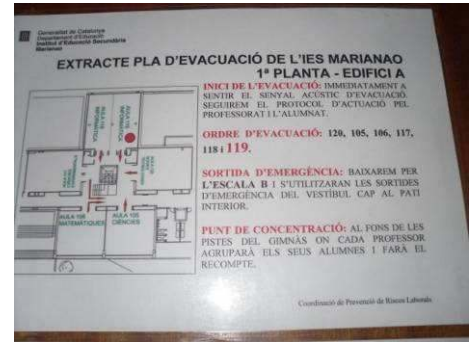 Generalitat de Catalunya
Departament d'Educació
Institut d'Educació Secundària
Marianao
EXTRACTE PLA D'EVACUACIÓ DE L'IES MARIANAO
1ª PLANTA - EDIFICI A
INICI DE L'EVACUACIÓ: IMMEDIATAMENT A
SENTIR EL SENYAL ACÚSTIC D'EVACUACIÓ.
SEGUIREM EL PROTOCOL D'ACTUACIÓ PEL
PROFESSORAT I L'ALUMNAT.
ORDRE D'EVACUACIÓ: 120, 105, 106, 117,
118 i 119.
SORTIDA D'EMERGÈNCIA: BAIXAREM PER
L'ESCALA B I S'UTILITZARAN LES SORTIDES
D'EMERGÈNCIA DEL VESTÍBUL CAP AL PATI
INTERIOR.
PUNT DE CONCENTRACIÓ: AL FONS DE LES
PISTES DEL GIMNÀS ON CADA PROFESSOR
AGRUPARÀ ELS SEUS ALUMNES I FARÀ EL
RECOMPTE.
Coordinació de Prevenció de Riscos Laborals
INFORMÀTICA
INFORMÀTICA
AULA 106
MATEMÀTIQUES
AULA 105
CIÈNCIES